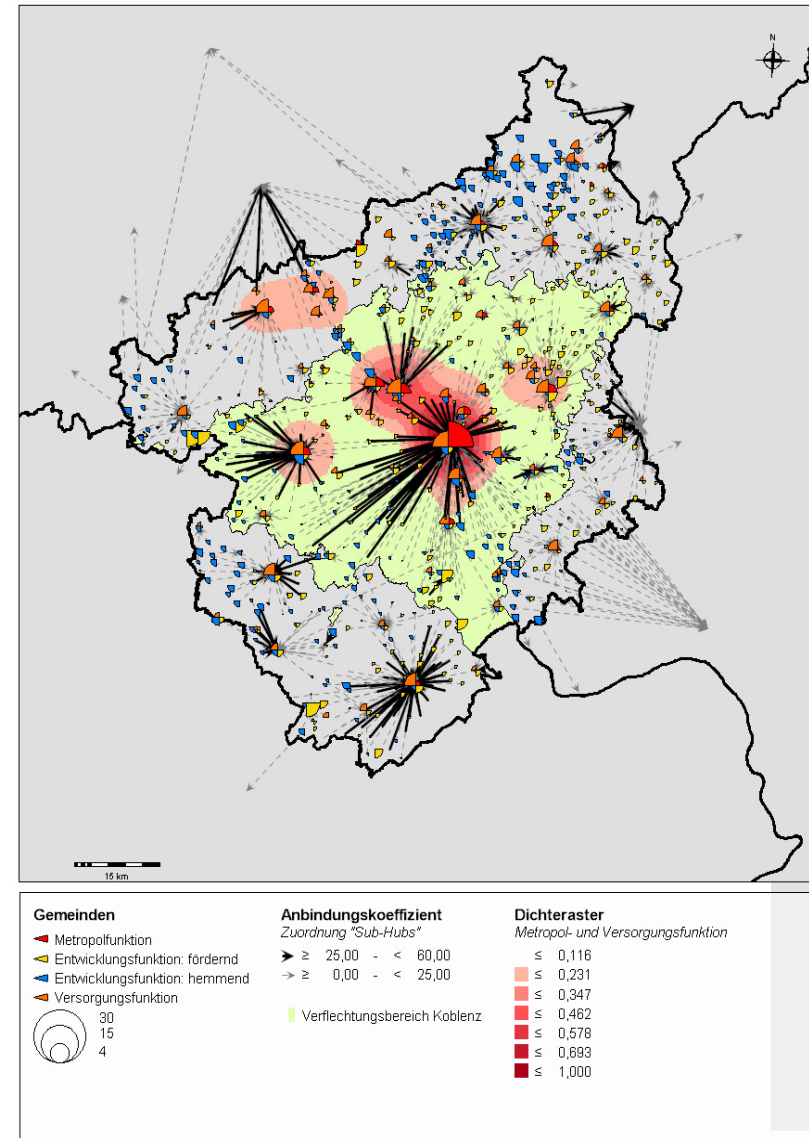 N
15 km
Gemeinden
Metropolfunktion
Entwicklungsfunktion: fördernd
Entwicklungsfunktion: hemmend
Versorgungsfunktion
30
15
4
Anbindungskoeffizient
Zuordnung "Sub-Hubs"
≥ 25,00 - < 60,00
≥ 0,00 - < 25,00
Verflechtungsbereich Koblenz
Dichteraster
Metropol- und Versorgungsfunktion
≤ 0,116
≤ 0,231
≤ 0,347
≤ 0,462
≤ 0,578
≤ 0,693
≤ 1,000